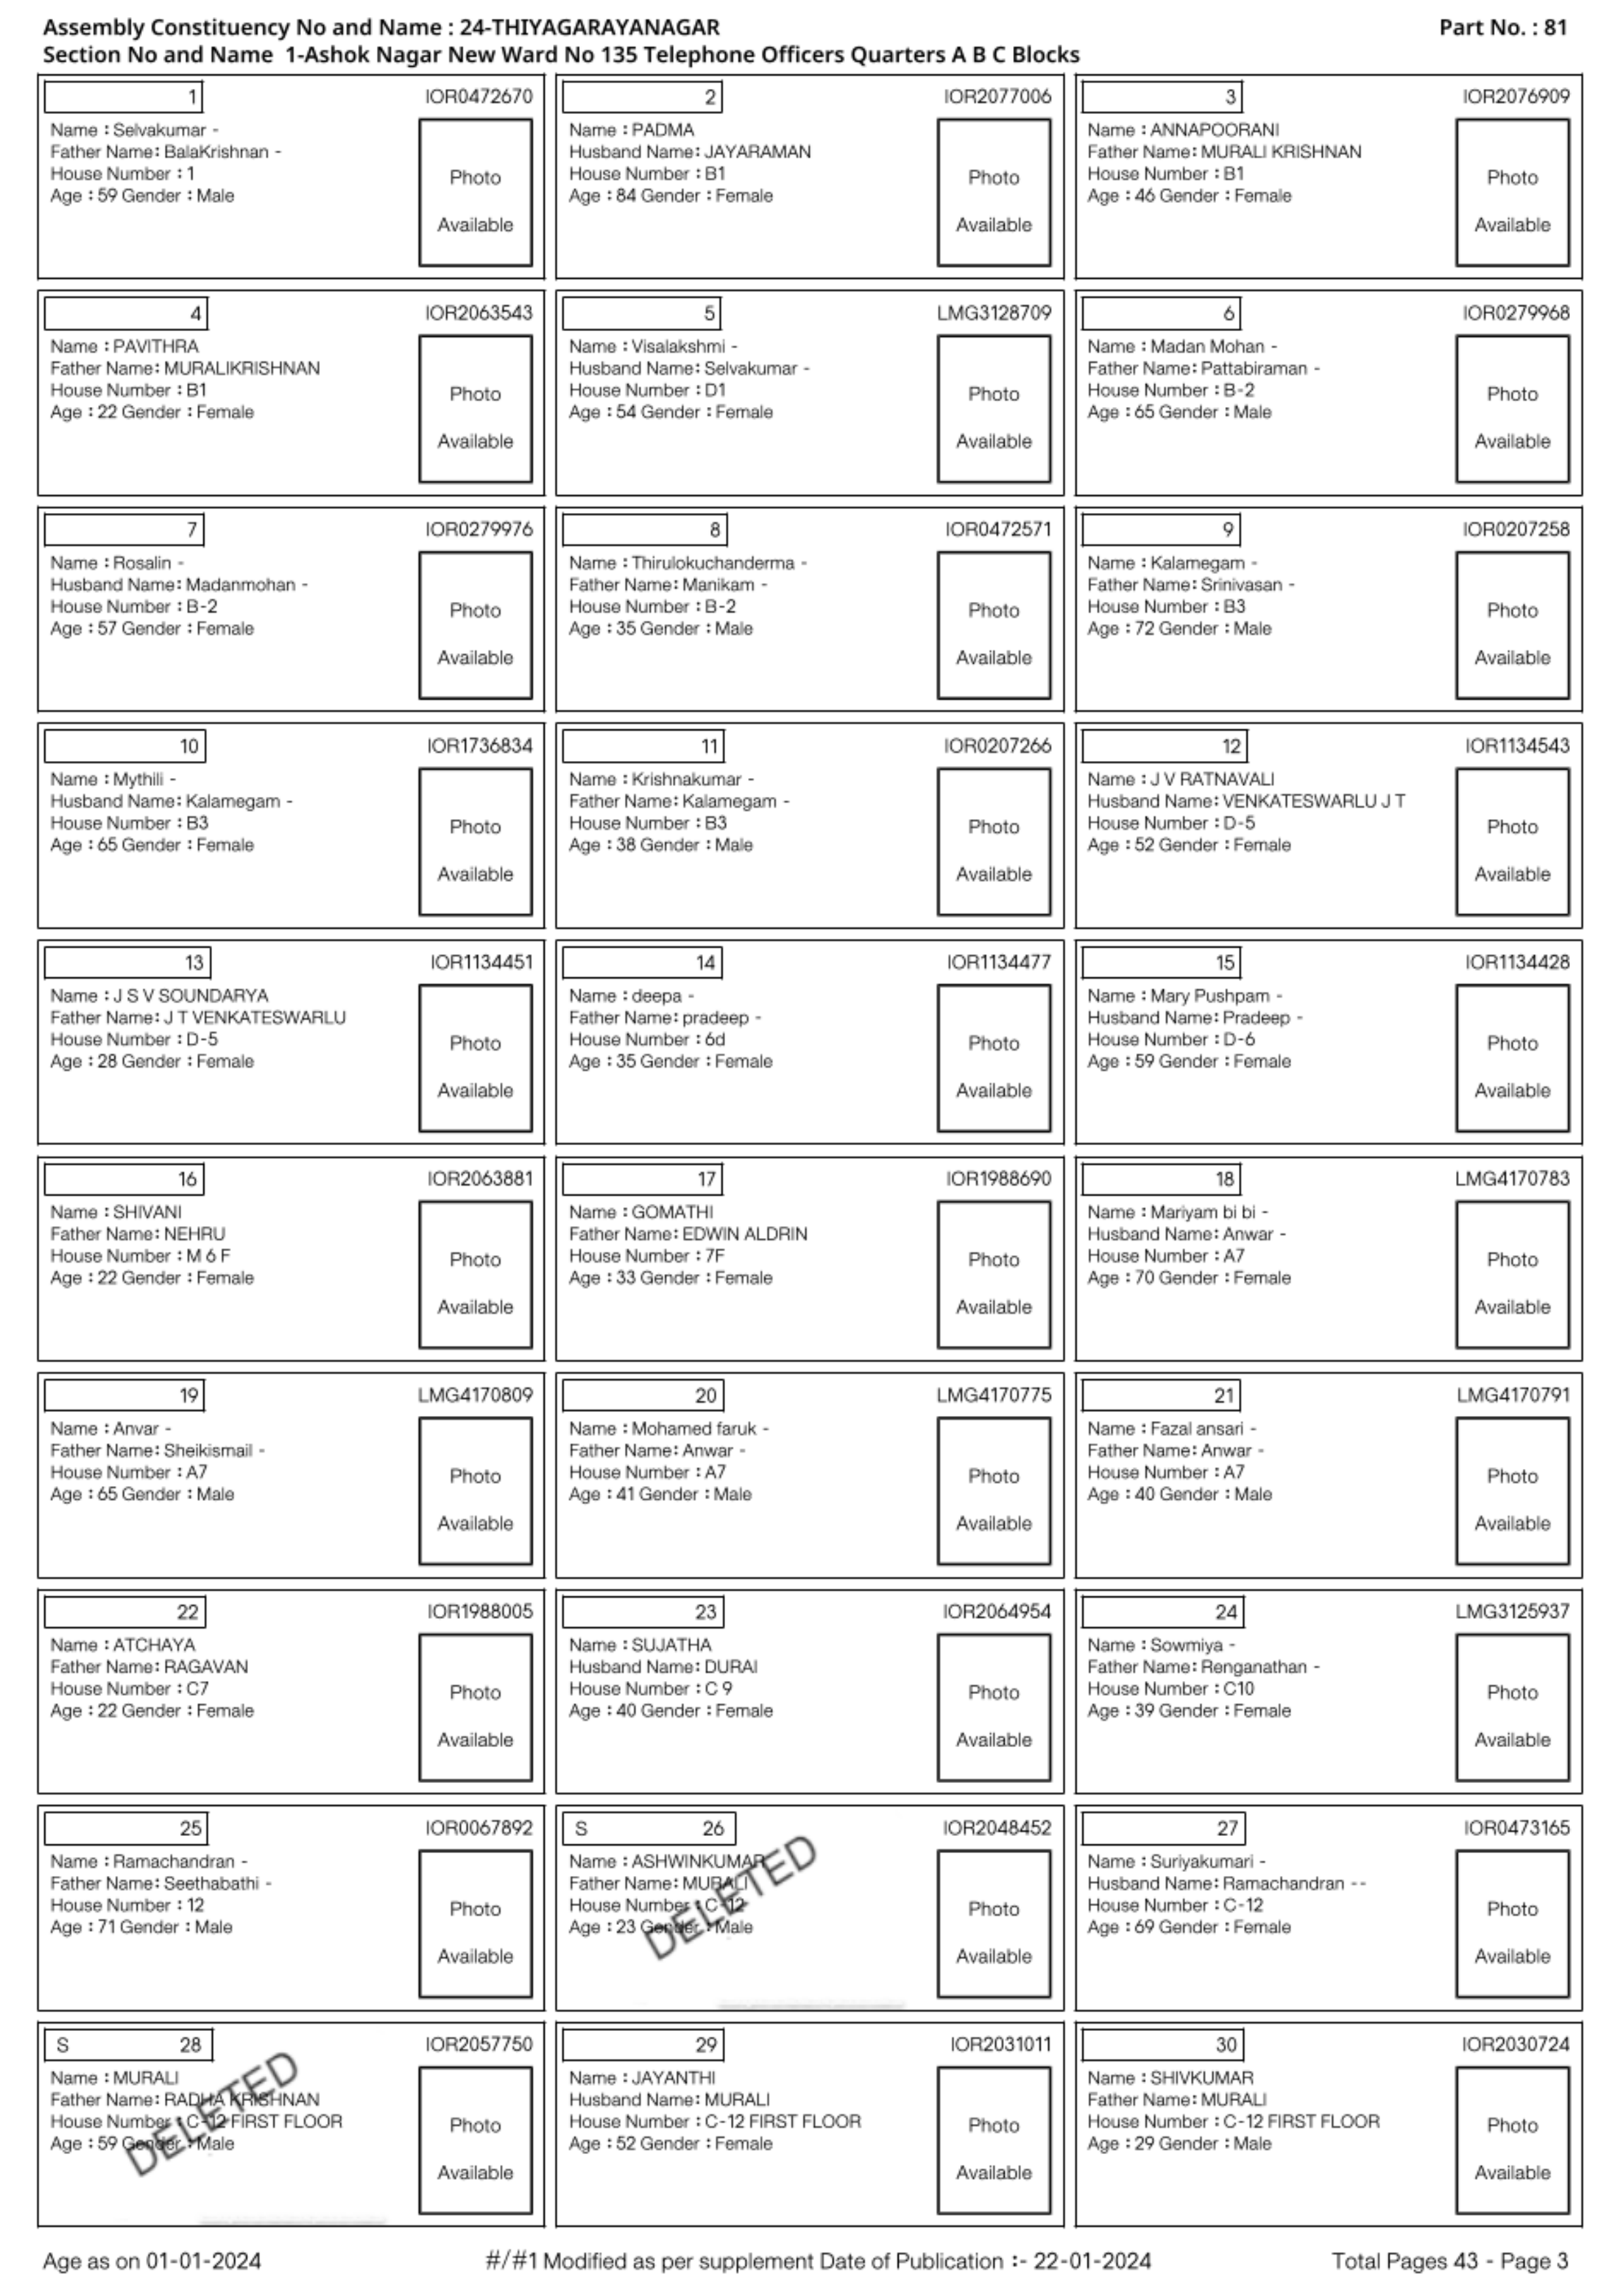 Assembly Constituency No and Name : 24-THIYAGARAYANAGAR
Part No. : 81
Section No and Name 1-Ashok Nagar New Ward No 135 Telephone Officers Quarters A B C Blocks
1 IOR0472670
Name : Selvakumar -
Father Name: BalaKrishnan -
House Number : 1
Age : 59 Gender : Male
Photo
Available
2 IOR2077006
Name : PADMA
Husband Name: JAYARAMAN
House Number : B1
Age : 84 Gender : Female
Photo
Available
3 IOR2076909
Name : ANNAPOORANI
Father Name: MURALI KRISHNAN
House Number : B1
Age : 46 Gender : Female
Photo
Available
4 IOR2063543
Name : PAVITHRA
Father Name: MURALIKRISHNAN
House Number : B1
Age : 22 Gender : Female
Photo
Available
5 LMG3128709
Name : Visalakshmi -
Husband Name: Selvakumar -
House Number : D1
Age : 54 Gender : Female
Photo
Available
6 IOR0279968
Name : Madan Mohan -
Father Name: Pattabiraman -
House Number : B-2
Age : 65 Gender : Male
Photo
Available
7 IOR0279976
Name : Rosalin -
Husband Name: Madanmohan -
House Number : B-2
Age : 57 Gender : Female
Photo
Available
8 IOR0472571
Name : Thirulokuchanderma -
Father Name: Manikam -
House Number : B-2
Age : 35 Gender : Male
Photo
Available
9 IOR0207258
Name : Kalamegam -
Father Name: Srinivasan -
House Number : B3
Age : 72 Gender : Male
Photo
Available
10 IOR1736834
Name : Mythili -
Husband Name: Kalamegam -
House Number : B3
Age : 65 Gender : Female
Photo
Available
11 IOR0207266
Name : Krishnakumar -
Father Name: Kalamegam -
House Number : B3
Age : 38 Gender : Male
Photo
Available
12 IOR1134543
Name : J V RATNAVALI
Husband Name: VENKATESWARLU J T
House Number : D-5
Age : 52 Gender : Female
Photo
Available
13 IOR1134451
Name : J S V SOUNDARYA
Father Name: J T VENKATESWARLU
House Number : D-5
Age : 28 Gender : Female
Photo
Available
14 IOR1134477
Name : deepa -
Father Name: pradeep -
House Number : 6d
Age : 35 Gender : Female
Photo
Available
15 IOR1134428
Name : Mary Pushpam -
Husband Name: Pradeep -
House Number : D-6
Age : 59 Gender : Female
Photo
Available
16 IOR2063881
Name : SHIVANI
Father Name: NEHRU
House Number : M 6 F
Age : 22 Gender : Female
Photo
Available
17 IOR1988690
Name : GOMATHI
Father Name: EDWIN ALDRIN
House Number : 7F
Age : 33 Gender : Female
Photo
Available
18 LMG4170783
Name : Mariyam bi bi -
Husband Name: Anwar -
House Number : A7
Age : 70 Gender : Female
Photo
Available
19 LMG4170809
Name : Anvar -
Father Name: Sheikismail -
House Number : A7
Age : 65 Gender : Male
Photo
Available
20 LMG4170775
Name : Mohamed faruk -
Father Name: Anwar -
House Number : A7
Age : 41 Gender : Male
Photo
Available
21 LMG4170791
Name : Fazal ansari -
Father Name: Anwar -
House Number : A7
Age : 40 Gender : Male
Photo
Available
22 IOR1988005
Name : ATCHAYA
Father Name: RAGAVAN
House Number : C7
Age : 22 Gender : Female
Photo
Available
23 IOR2064954
Name : SUJATHA
Husband Name: DURAI
House Number : C 9
Age : 40 Gender : Female
Photo
Available
24 LMG3125937
Name : Sowmiya -
Father Name: Renganathan -
House Number : C10
Age : 39 Gender : Female
Photo
Available
25 IOR0067892
Name : Ramachandran -
Father Name: Seethabathi -
House Number : 12
Age : 71 Gender : Male
Photo
Available
S 26 IOR2048452
Name : ASHWINKUMAR
Father Name: MURALI
House Number : C-12
Age : 23 Gender : Male
DELETED
Photo
Available
27 IOR0473165
Name : Suriyakumari -
Husband Name: Ramachandran --
House Number : C-12
Age : 69 Gender : Female
Photo
Available
S 28 IOR2057750
Name : MURALI
Father Name: RADHA KRISHNAN
House Number : C-12 FIRST FLOOR
Age : 59 Gender : Male
DELETED
Photo
Available
29 IOR2031011
Name : JAYANTHI
Husband Name: MURALI
House Number : C-12 FIRST FLOOR
Age : 52 Gender : Female
Photo
Available
30 IOR2030724
Name : SHIVKUMAR
Father Name: MURALI
House Number : C-12 FIRST FLOOR
Age : 29 Gender : Male
Photo
Available
Age as on 01-01-2024
#/#1 Modified as per supplement Date of Publication :- 22-01-2024
Total Pages 43 - Page 3